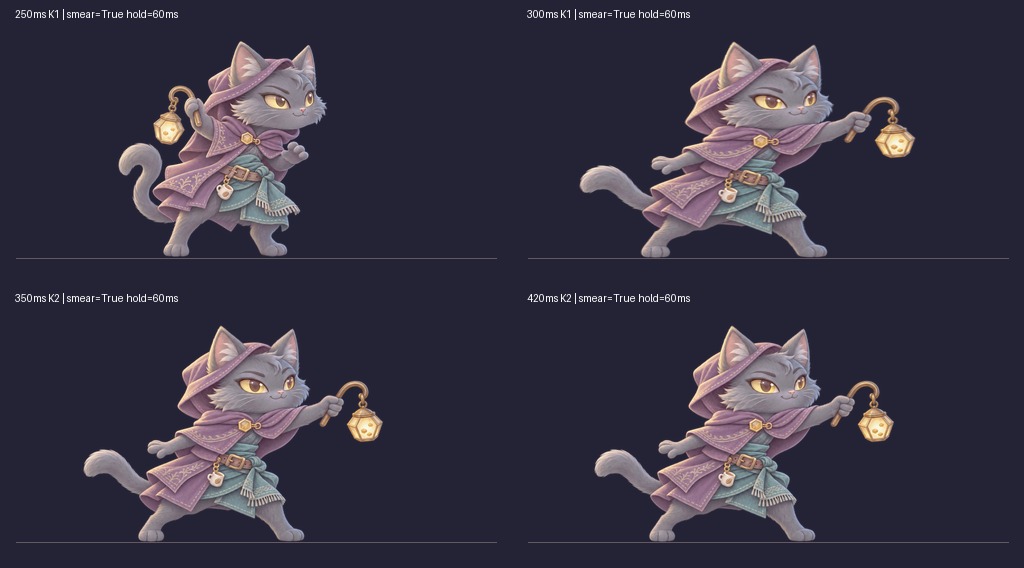 250ms K1 | smear=True hold=60ms
300ms K1 | smear=True hold=60ms
350ms K2 | smear=True hold=60ms
420ms K2 | smear=True hold=60ms